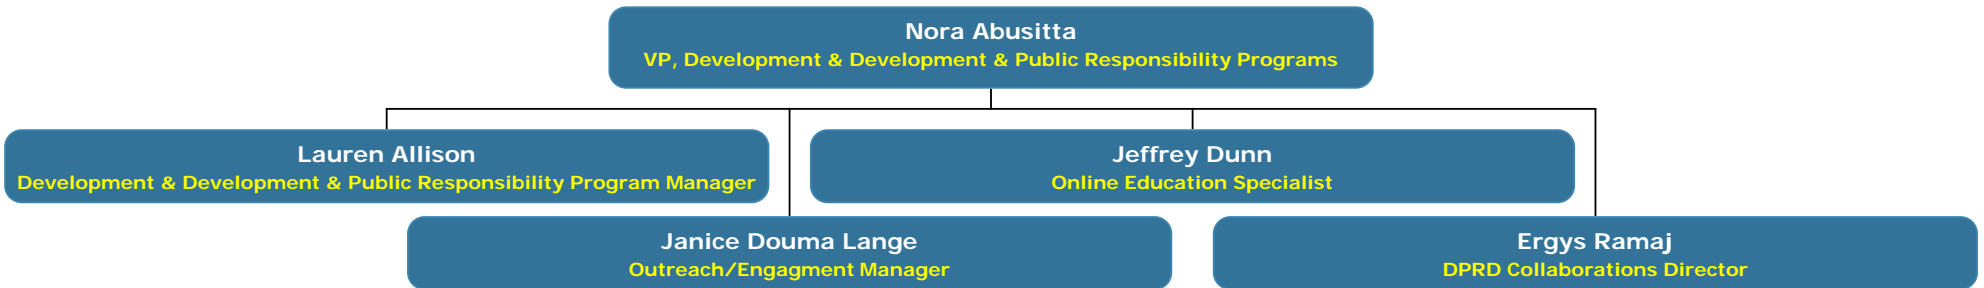 Nora Abusitta
VP, Development & Development & Public Responsibility Programs
Lauren Allison
Development & Development & Public Responsibility Program Manager
Jeffrey Dunn
Online Education Specialist
Janice Douma Lange
Outreach/Engagment Manager
Ergys Ramaj
DPRD Collaborations Director